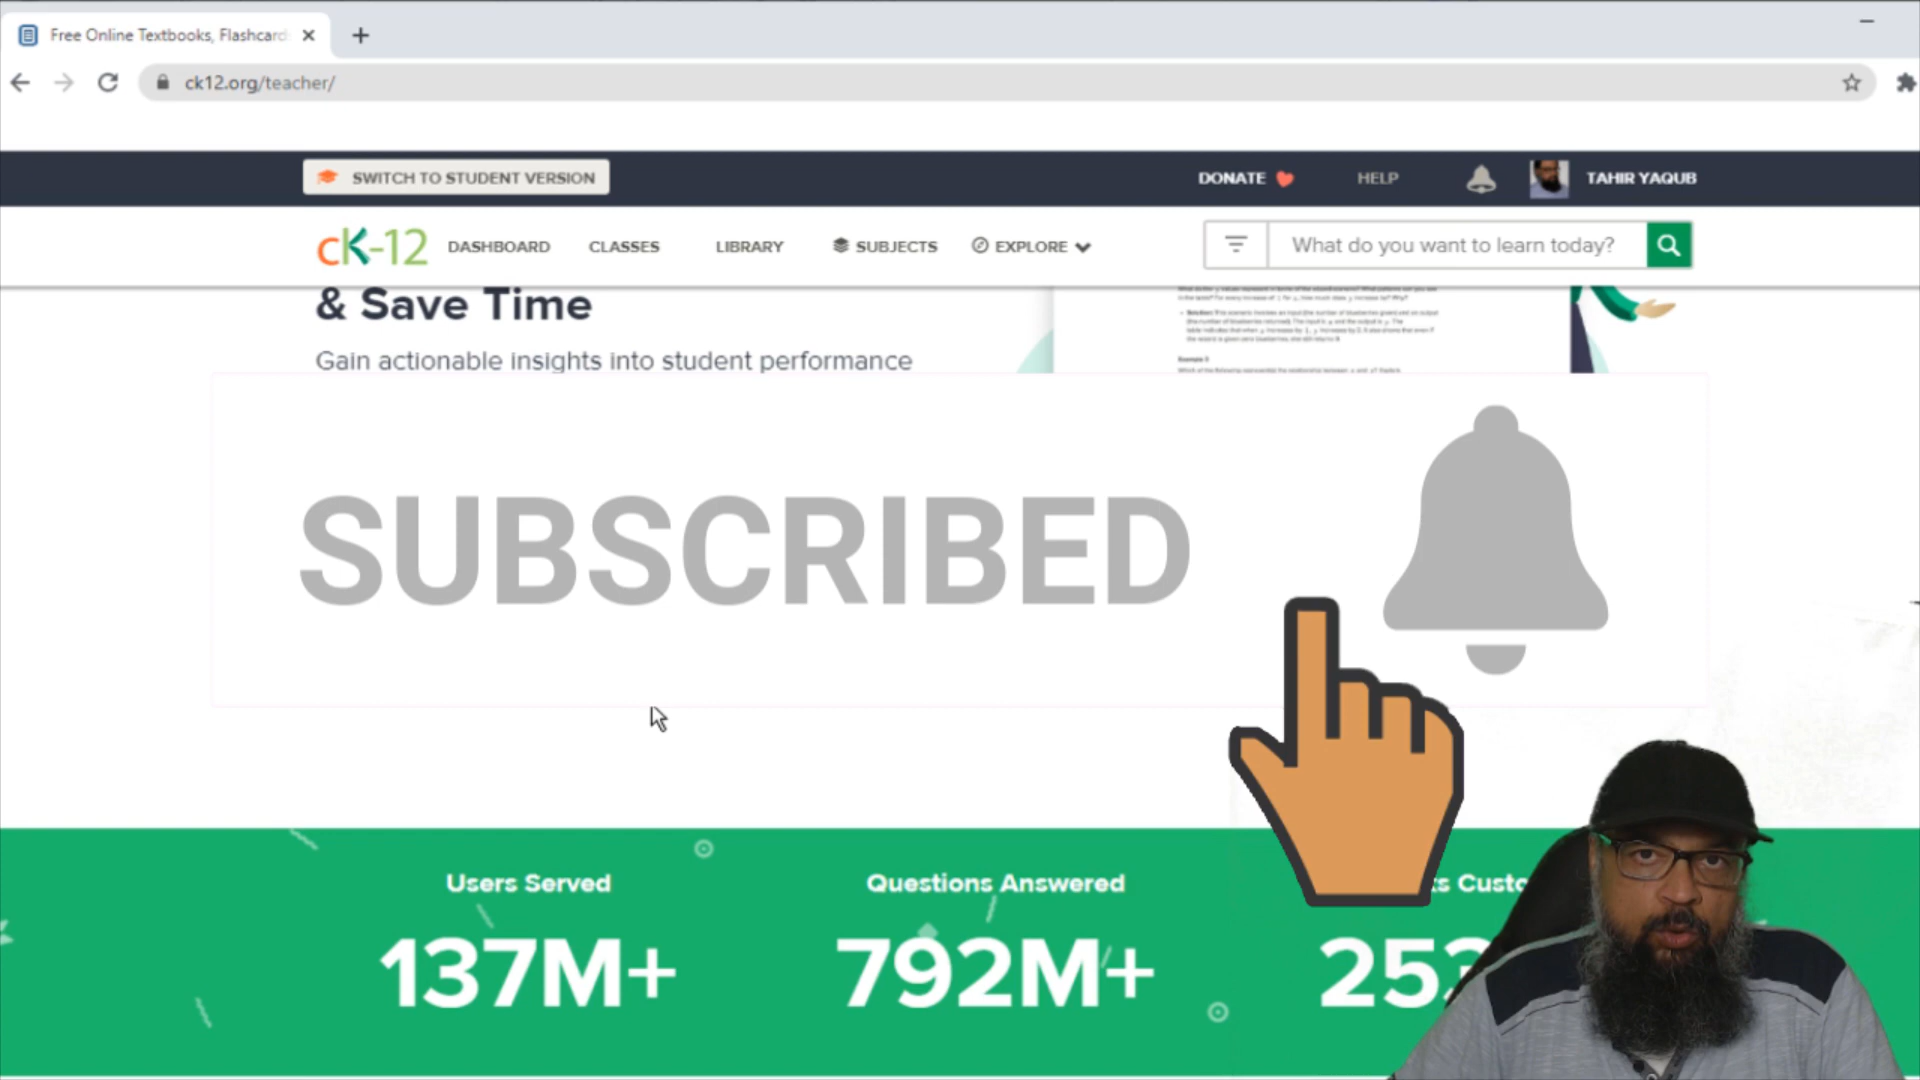 Free Online Textbooks, Flashcard
ck12.org/teacher/
SWITCH TO STUDENT VERSION
DONATE
HELP
TAHIR YAQUB
cK-12
DASHBOARD
CLASSES
LIBRARY
SUBJECTS
EXPLORE
What do you want to learn today?
& Save Time
Gain actionable insights into student performance
SUBSCRIBED
Users Served
Questions Answered
137M+
792M+
253